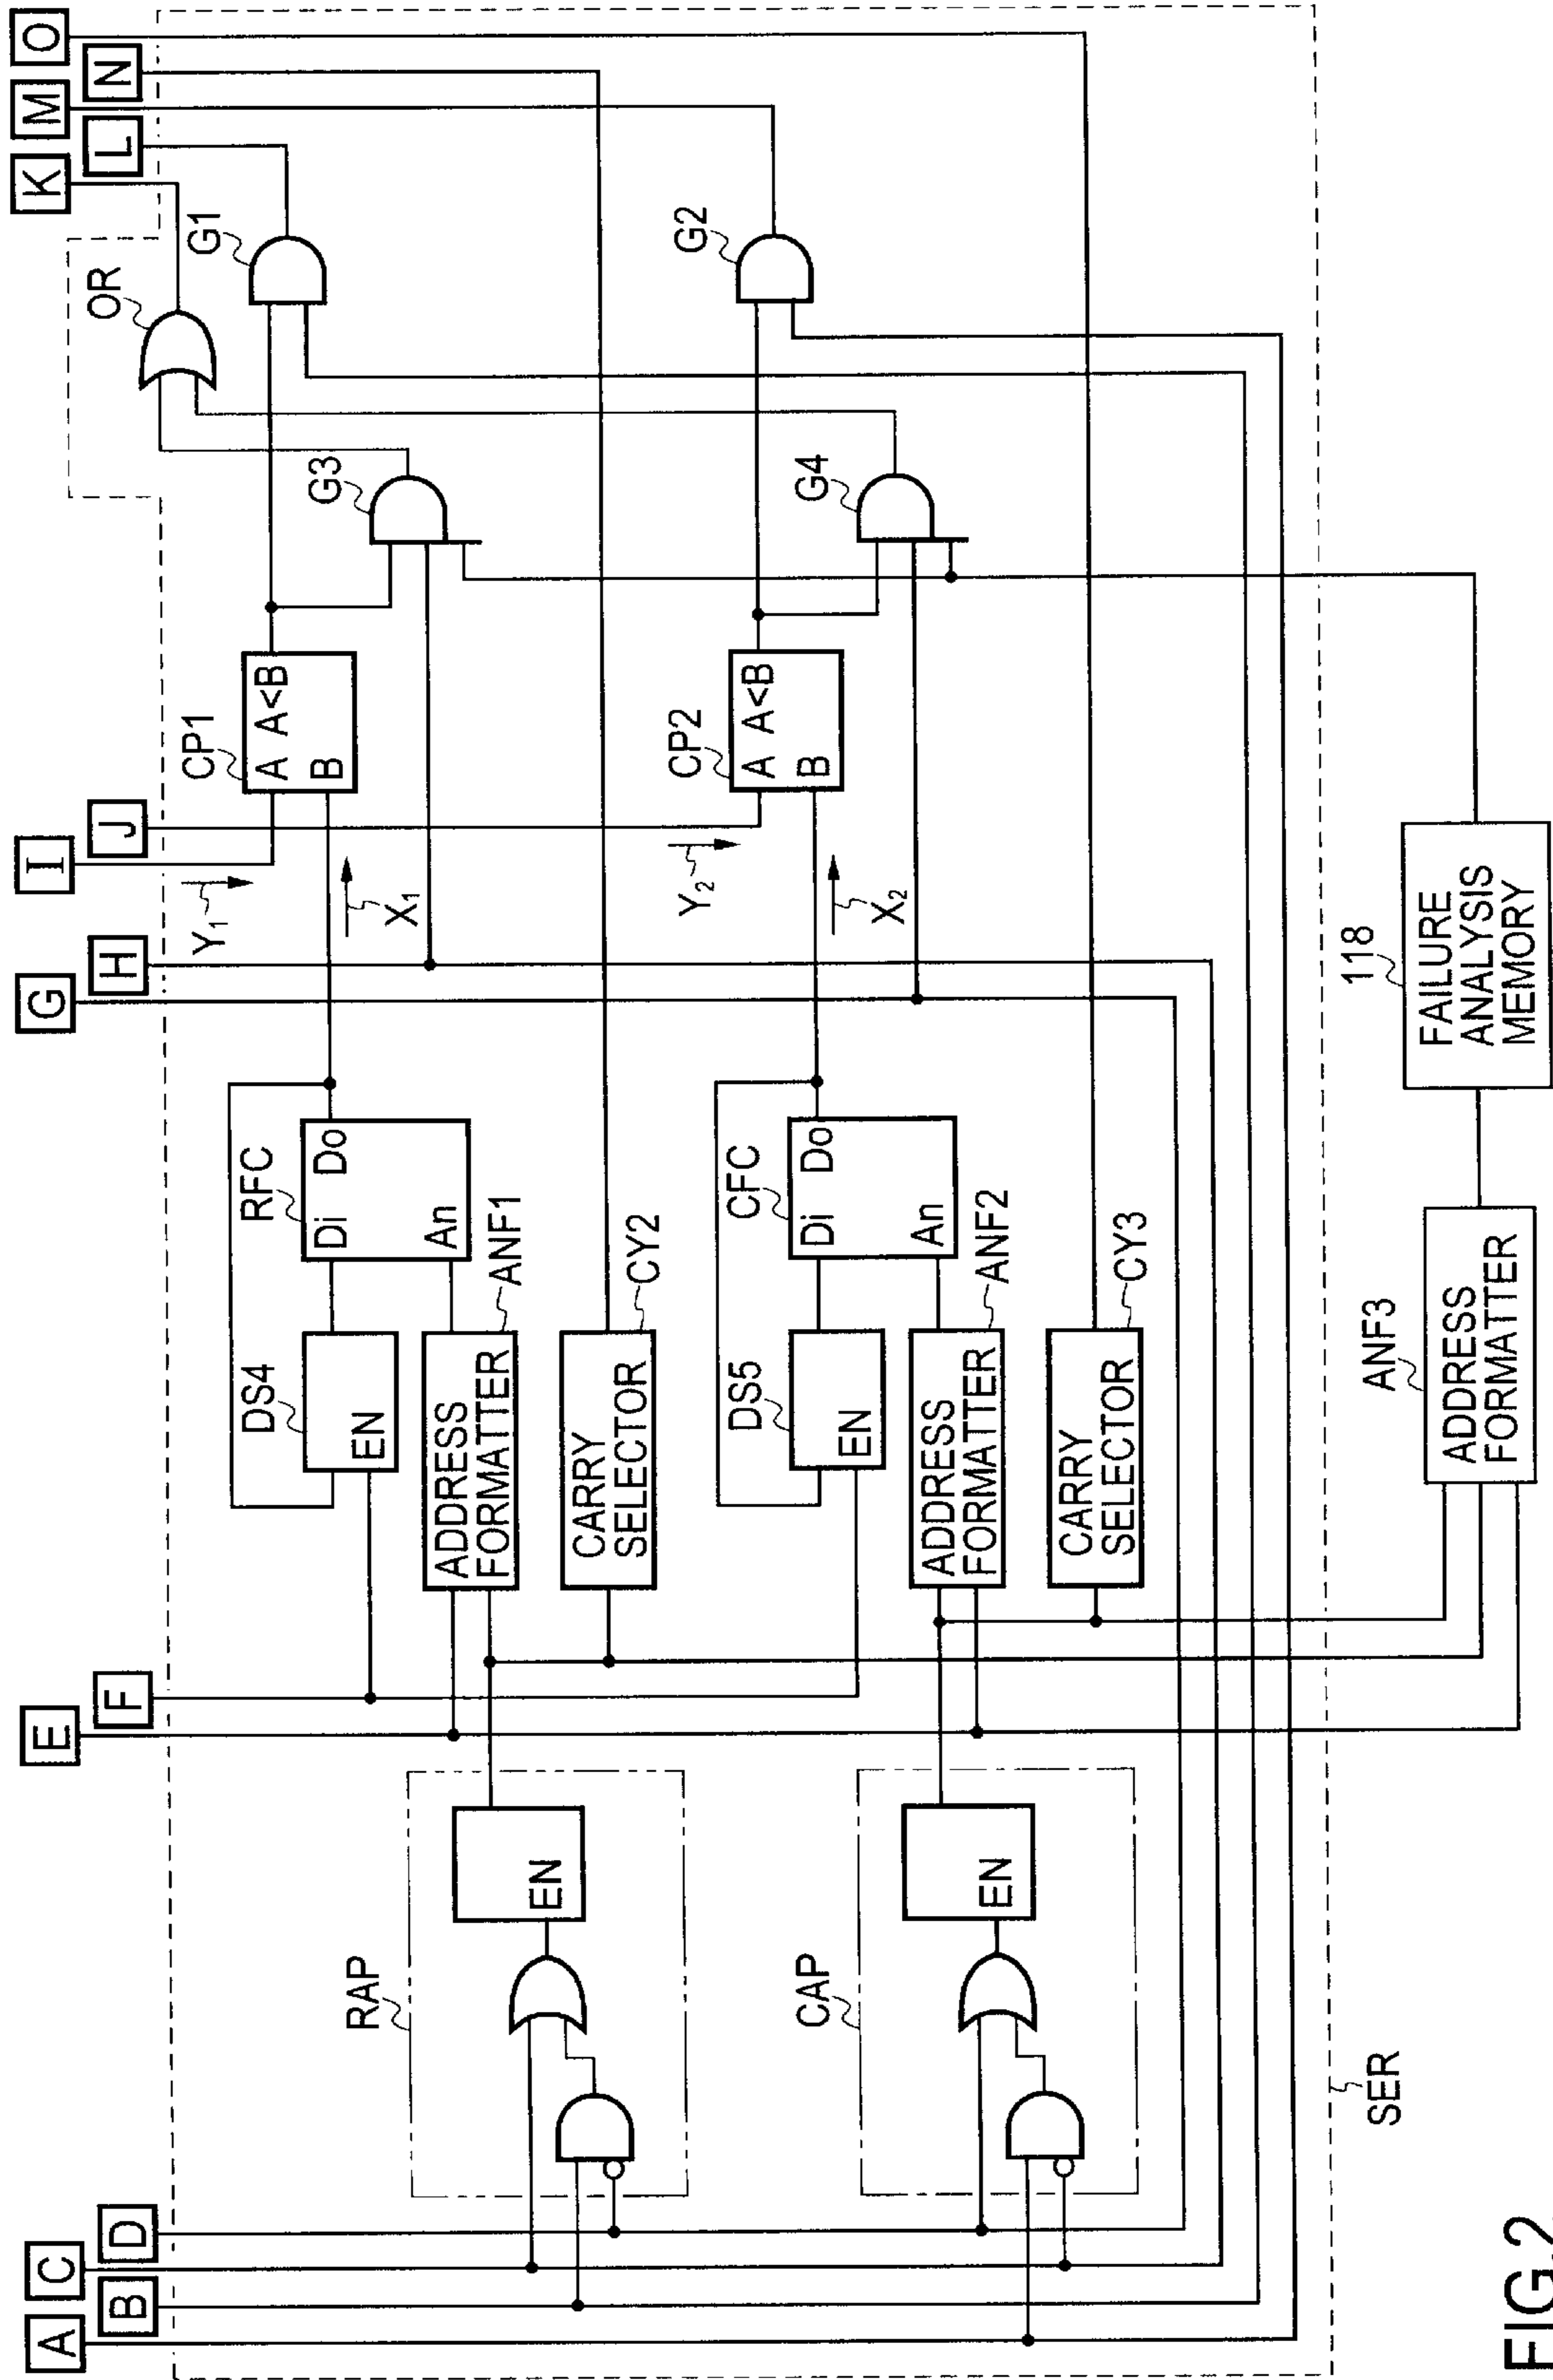 A
B
C
D
E
F
G
H
I
J
K
L
M
N
O
Y1
X1
OR
G1
RAP
EN
DS4
EN
RFC
Di Do
An
ANF1
ADDRESS
FORMATTER
CARRY
SELECTOR
CY2
CP1
A A<B
B
G3
Y2
X2
G2
CAP
EN
DS5
EN
CFC
Di Do
An
ANF2
ADDRESS
FORMATTER
CARRY
SELECTOR
CY3
CP2
A A<B
B
G4
SER
ANF3
ADDRESS
FORMATTER
118
FAILURE
ANALYSIS
MEMORY
FIG.2